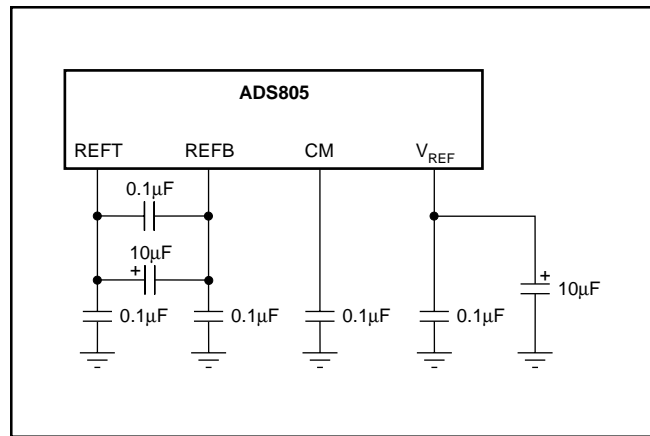 ADS805
REFT REFB CM VREF
0.1µF
10µF
+
+
10µF
0.1µF 0.1µF 0.1µF 0.1µF